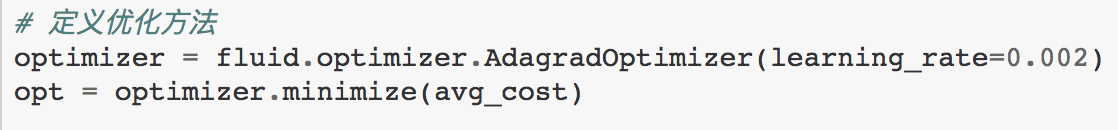 # 定义优化方法
optimizer = fluid.optimizer.AdagradOptimizer(learning_rate=0.002)
opt = optimizer.minimize(avg_cost)